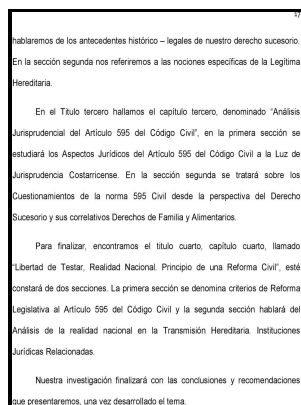 17
hablaremos de los antecedentes histórico – legales de nuestro derecho sucesorio.
En la sección segunda nos referiremos a las nociones específicas de la Legitima
Hereditaria.
En el Titulo tercero hallamos el capítulo tercero, denominado "Análisis
Jurisprudencial del Artículo 595 del Código Civil", en la primera sección se
estudiará los Aspectos Jurídicos del Artículo 595 del Código Civil a la Luz de
Jurisprudencia Costarricense. En la sección segunda se tratará sobre los
Cuestionamientos de la norma 595 Civil desde la perspectiva del Derecho
Sucesorio y sus correlativos Derechos de Familia y Alimentarios.
Para finalizar, encontramos el titulo cuarto, capítulo cuarto, llamado
"Libertad de Testar, Realidad Nacional. Principio de una Reforma Civil", esté
constará de dos secciones. La primera sección se denomina criterios de Reforma
Legislativa al Artículo 595 del Código Civil y la segunda sección hablará del
Análisis de la realidad nacional en la Transmisión Hereditaria. Instituciones
Jurídicas Relacionadas.
Nuestra investigación finalizará con las conclusiones y recomendaciones
que presentaremos, una vez desarrollado el tema.